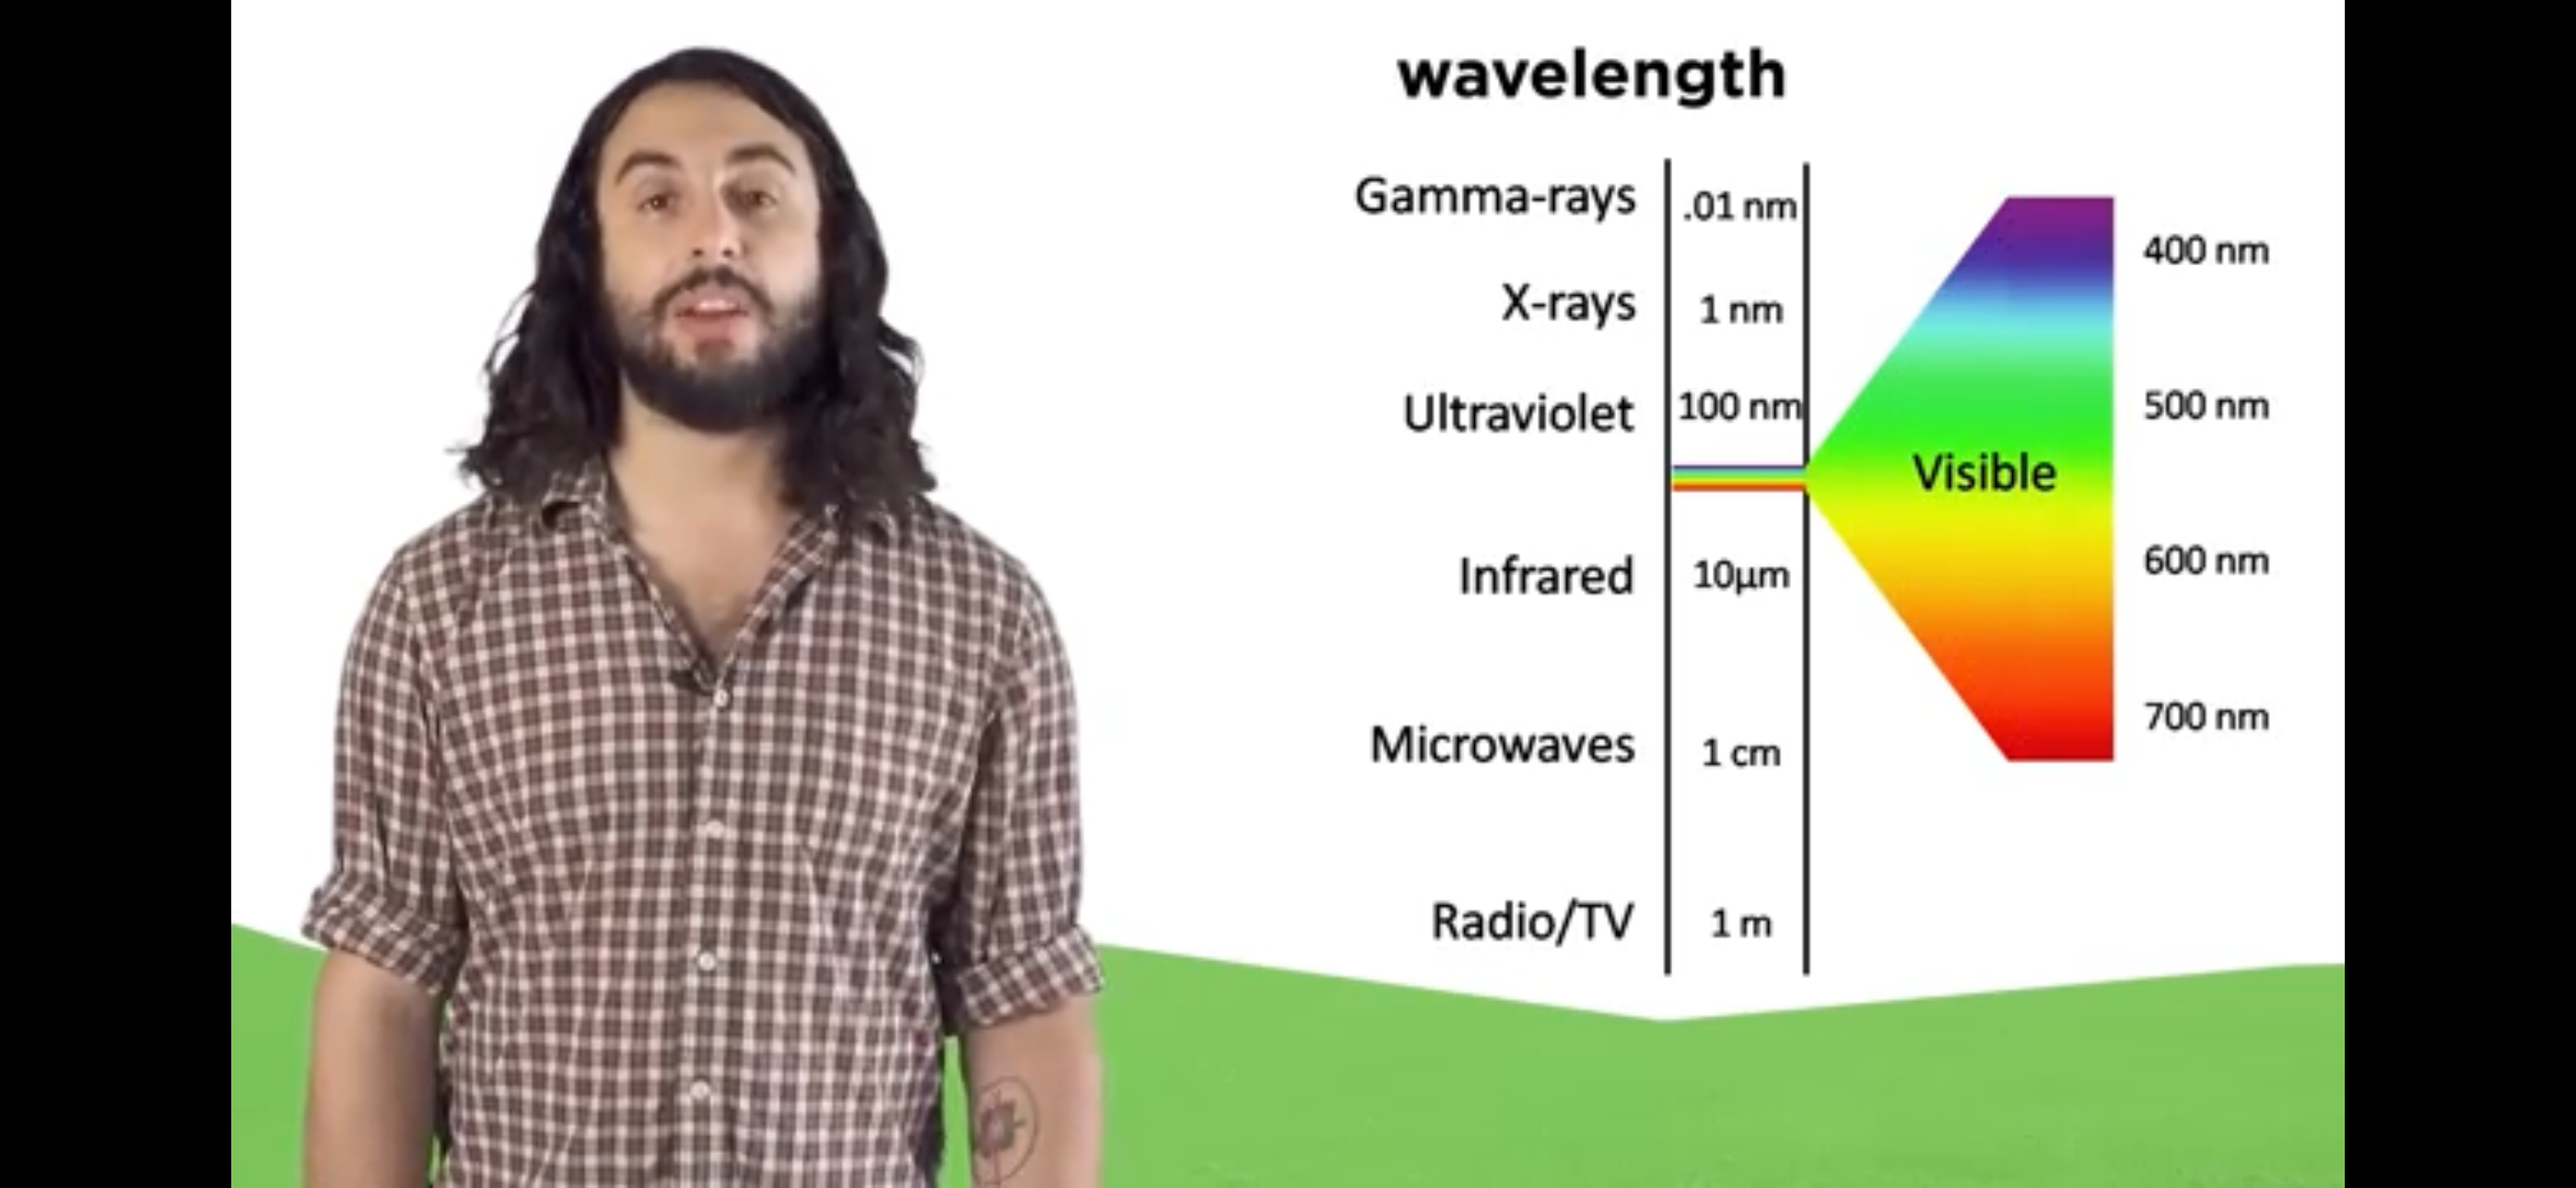 wavelength
Gamma-rays .01 nm
X-rays 1 nm
Ultraviolet 100 nm
Infrared 10μm
Microwaves 1 cm
Radio/TV 1 m
Visible
400 nm
500 nm
600 nm
700 nm